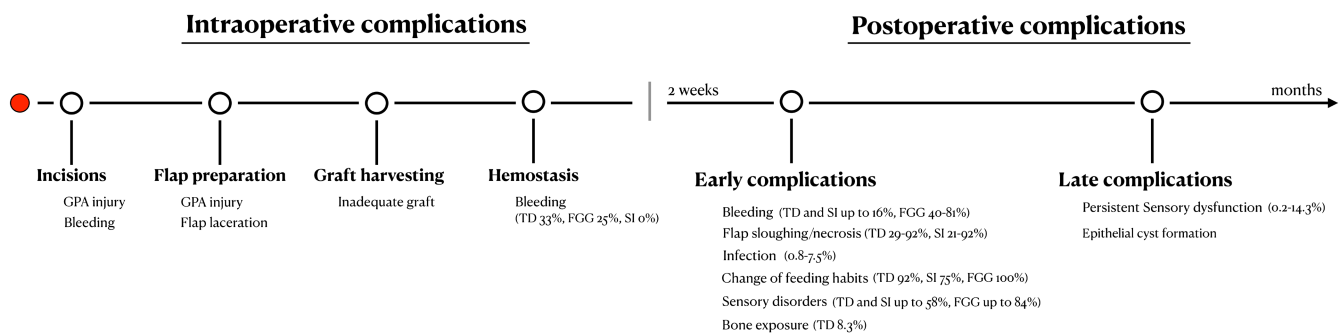 Intraoperative complications
Postoperative complications
2 weeks
months
Incisions
GPA injury
Bleeding
Flap preparation
GPA injury
Flap laceration
Graft harvesting
Inadequate graft
Hemostasis
Bleeding
(TD 33%, FGG 25%, SI 0%)
Early complications
Bleeding (TD and SI up to 16%, FGG 40-81%)
Flap sloughing/necrosis (TD 29-92%, SI 21-92%)
Infection (0.8-7.5%)
Change of feeding habits (TD 92%, SI 75%, FGG 100%)
Sensory disorders (TD and SI up to 58%, FGG up to 84%)
Bone exposure (TD 8.3%)
Late complications
Persistent Sensory dysfunction (0.2-14.3%)
Epithelial cyst formation